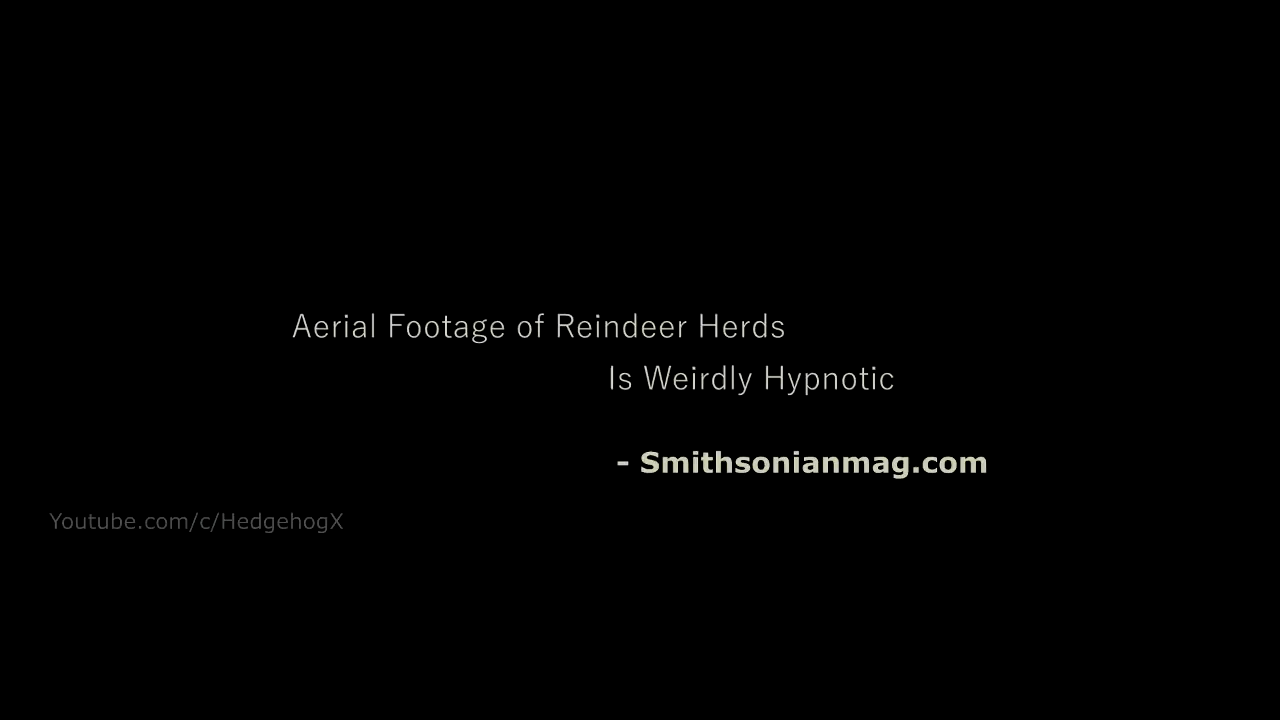 Aerial Footage of Reindeer Herds
Is Weirdly Hypnotic
- Smithsonianmag.com
Youtube.com/c/HedgehogX